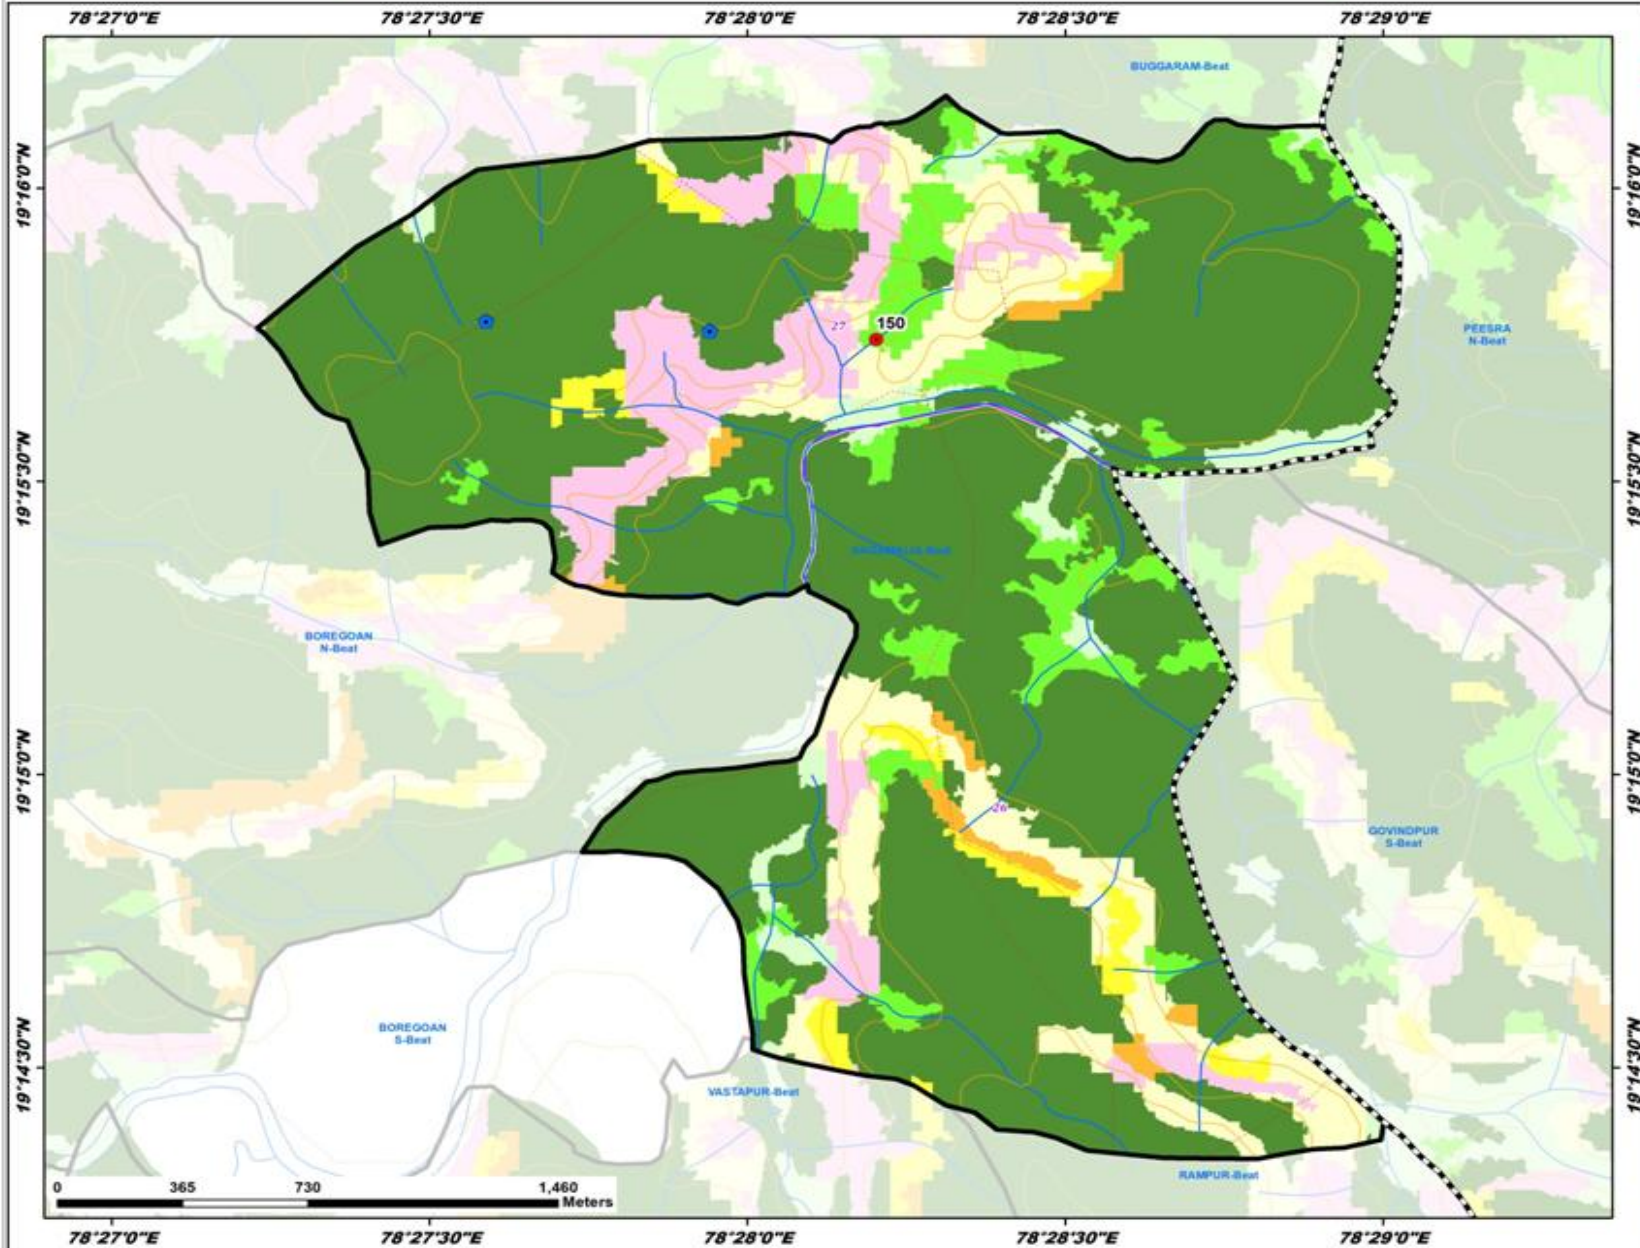 78°27'0"E 78°27'30"E 78°28'0"E 78°28'30"E 78°29'0"E
BUGGARAM-Beat
19°16'0"N 19°16'0"N
27
150
PEESRA
N-Beat
19°15'30"N 19°15'30"N
BOREGOAN
N-Beat
19°15'0"N 19°15'0"N
26
GOVINDPUR
S-Beat
BOREGOAN
S-Beat
19°14'30"N 19°14'30"N
VASTAPUR-Beat
RAMPUR-Beat
0 365 730 1,460
Meters
78°27'0"E 78°27'30"E 78°28'0"E 78°28'30"E 78°29'0"E